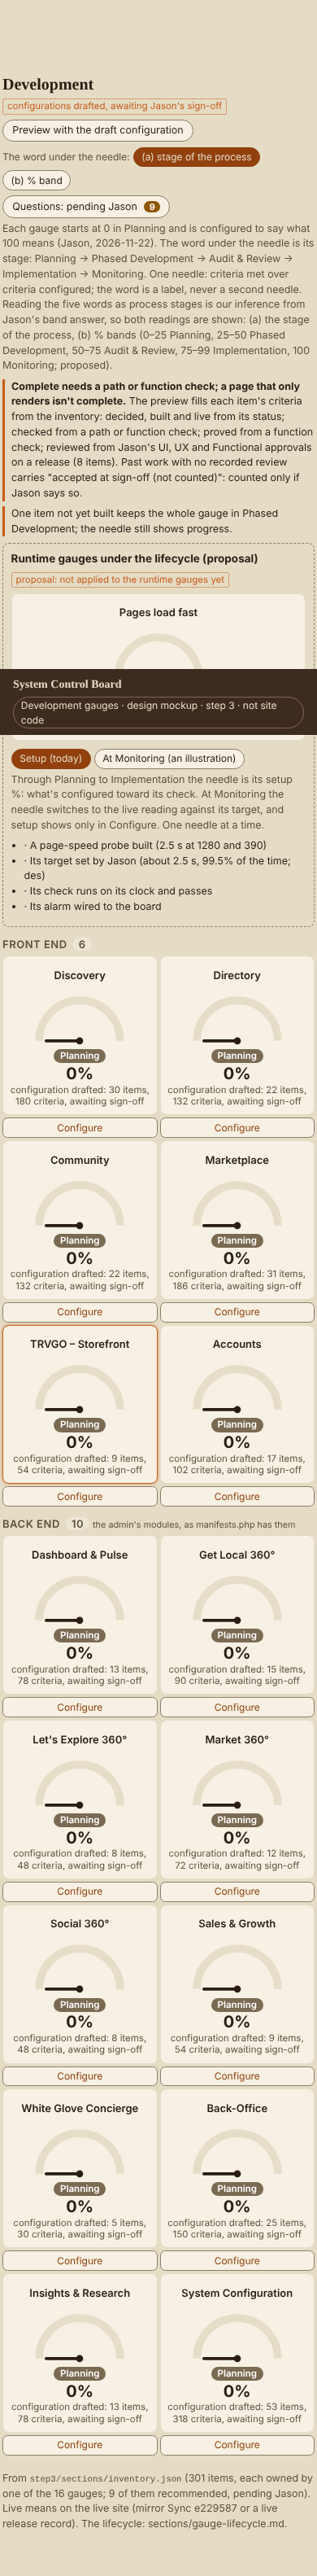 Development
configurations drafted, awaiting Jason's sign-off
Preview with the draft configuration
The word under the needle: (a) stage of the process
(b) % band
Questions: pending Jason 9
Each gauge starts at 0 in Planning and is configured to say what
100 means (Jason, 2026-11-22). The word under the needle is its
stage: Planning → Phased Development → Audit & Review →
Implementation → Monitoring. One needle: criteria met over
criteria configured; the word is a label, never a second needle.
Reading the five words as process stages is our inference from
Jason's band answer, so both readings are shown: (a) the stage
of the process, (b) % bands (0–25 Planning, 25–50 Phased
Development, 50–75 Audit & Review, 75–99 Implementation, 100
Monitoring; proposed).
Complete needs a path or function check; a page that only
renders isn't complete. The preview fills each item's criteria
from the inventory: decided, built and live from its status;
checked from a path or function check; proved from a function
check; reviewed from Jason's UI, UX and Functional approvals
on a release (8 items). Past work with no recorded review
carries "accepted at sign-off (not counted)": counted only if
Jason says so.
One item not yet built keeps the whole gauge in Phased
Development; the needle still shows progress.
Runtime gauges under the lifecycle (proposal)
proposal: not applied to the runtime gauges yet
Pages load fast
System Control Board
Development gauges · design mockup · step 3 · not site
code
Setup (today) At Monitoring (an illustration)
Through Planning to Implementation the needle is its setup
%: what's configured toward its check. At Monitoring the
needle switches to the live reading against its target, and
setup shows only in Configure. One needle at a time.
• · A page-speed probe built (2.5 s at 1280 and 390)
• · Its target set by Jason (about 2.5 s, 99.5% of the time;
des)
• · Its check runs on its clock and passes
• · Its alarm wired to the board
FRONT END 6
Discovery Directory
Planning Planning
0% 0%
configuration drafted: 30 items, configuration drafted: 22 items,
180 criteria, awaiting sign-off 132 criteria, awaiting sign-off
Configure Configure
Community Marketplace
Planning Planning
0% 0%
configuration drafted: 22 items, configuration drafted: 31 items,
132 criteria, awaiting sign-off 186 criteria, awaiting sign-off
Configure Configure
TRVGO – Storefront Accounts
Planning Planning
0% 0%
configuration drafted: 9 items, configuration drafted: 17 items,
54 criteria, awaiting sign-off 102 criteria, awaiting sign-off
Configure Configure
BACK END 10 the admin's modules, as manifests.php has them
Dashboard & Pulse Get Local 360°
Planning Planning
0% 0%
configuration drafted: 13 items, configuration drafted: 15 items,
78 criteria, awaiting sign-off 90 criteria, awaiting sign-off
Configure Configure
Let's Explore 360° Market 360°
Planning Planning
0% 0%
configuration drafted: 8 items, configuration drafted: 12 items,
48 criteria, awaiting sign-off 72 criteria, awaiting sign-off
Configure Configure
Social 360° Sales & Growth
Planning Planning
0% 0%
configuration drafted: 8 items, configuration drafted: 9 items,
48 criteria, awaiting sign-off 54 criteria, awaiting sign-off
Configure Configure
White Glove Concierge Back-Office
Planning Planning
0% 0%
configuration drafted: 5 items, configuration drafted: 25 items,
30 criteria, awaiting sign-off 150 criteria, awaiting sign-off
Configure Configure
Insights & Research System Configuration
Planning Planning
0% 0%
configuration drafted: 13 items, configuration drafted: 53 items,
78 criteria, awaiting sign-off 318 criteria, awaiting sign-off
Configure Configure
From step3/sections/inventory.json (301 items, each owned by
one of the 16 gauges; 9 of them recommended, pending Jason).
Live means on the live site (mirror Sync e229587 or a live
release record). The lifecycle: sections/gauge-lifecycle.md.